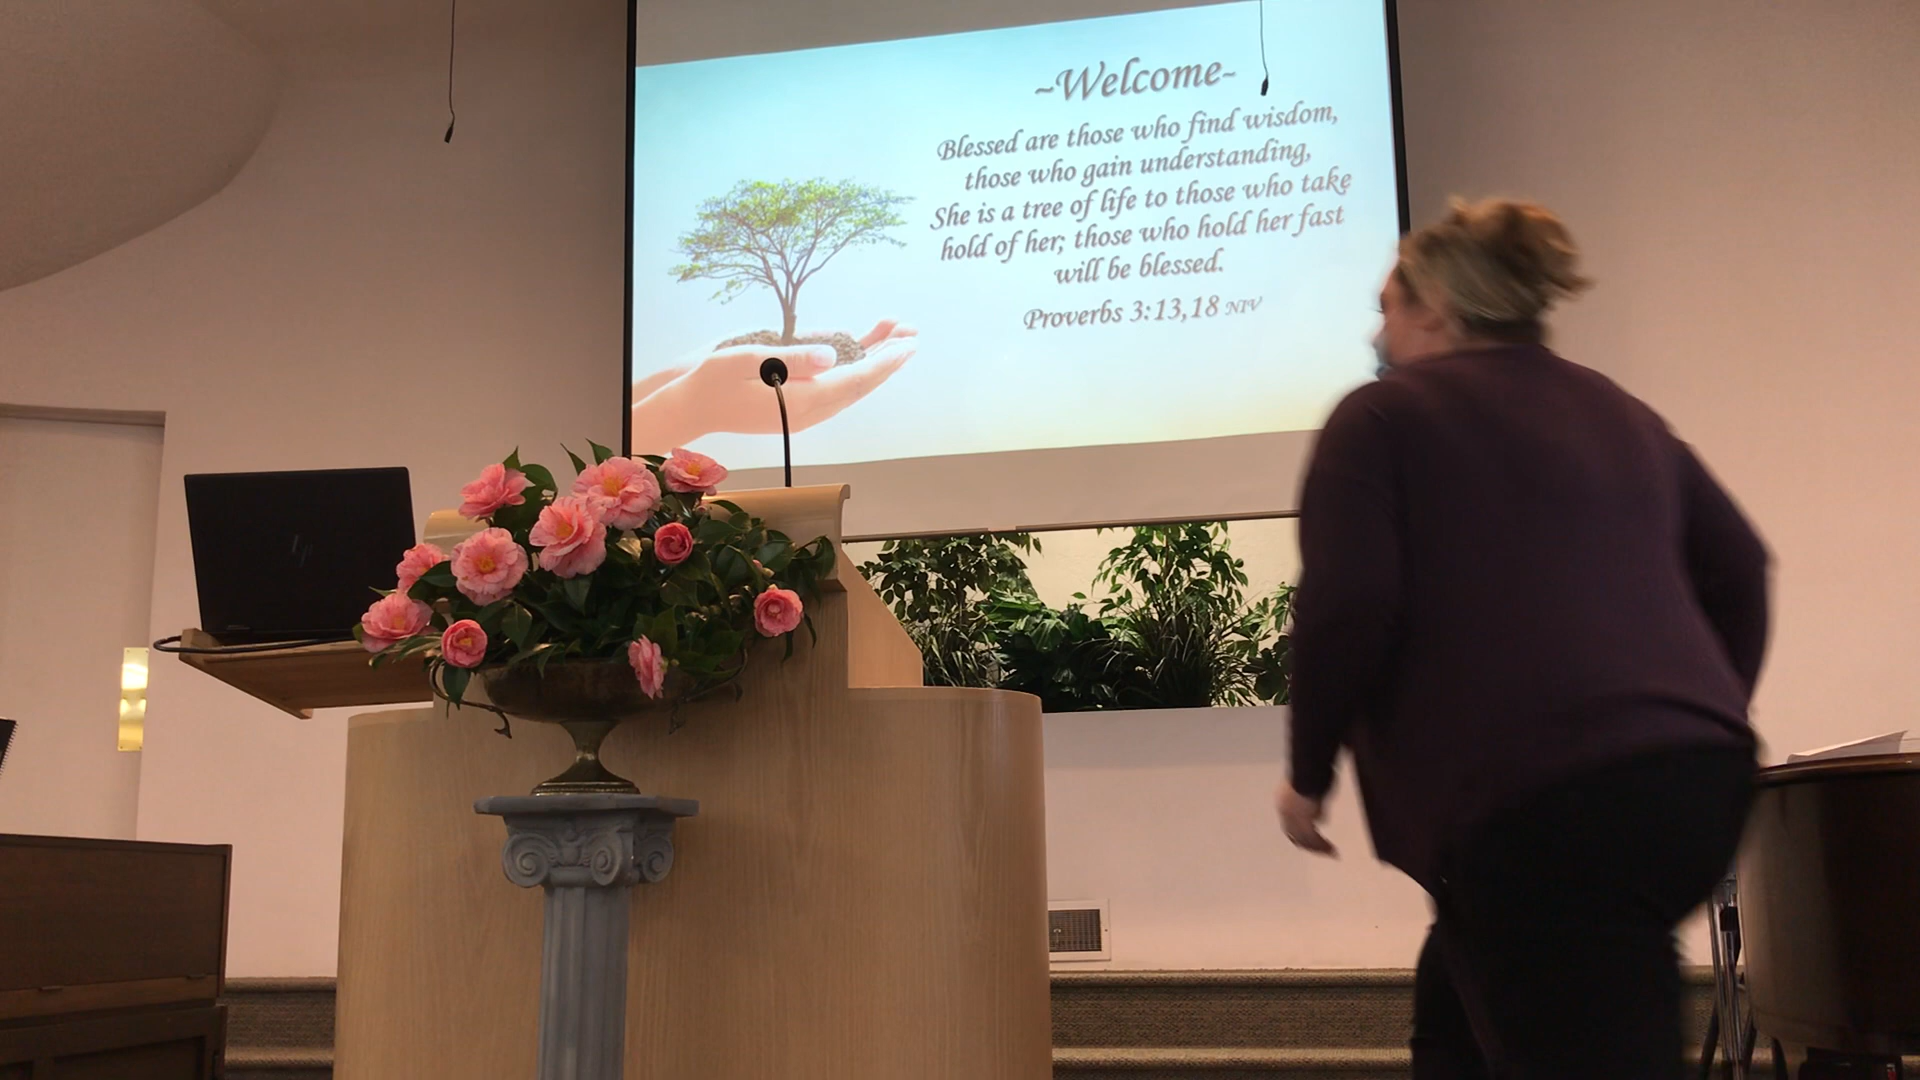 ~Welcome~
Blessed are those who find wisdom,
those who gain understanding,
She is a tree of life to those who take
hold of her; those who hold her fast
will be blessed.
Proverbs 3:13,18 NIV
hp